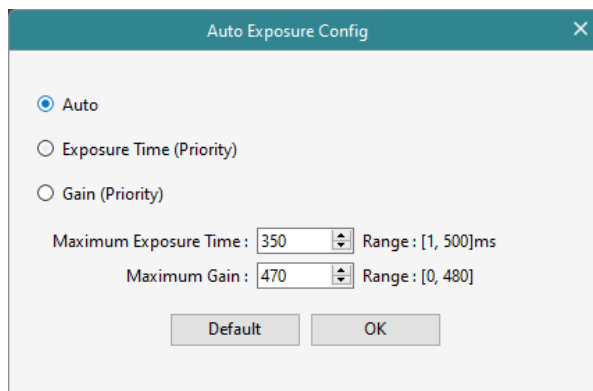 Auto Exposure Config
Auto
Exposure Time (Priority)
Gain (Priority)
Maximum Exposure Time : 350 Range : [1, 500]ms
Maximum Gain : 470 Range : [0, 480]
Default OK